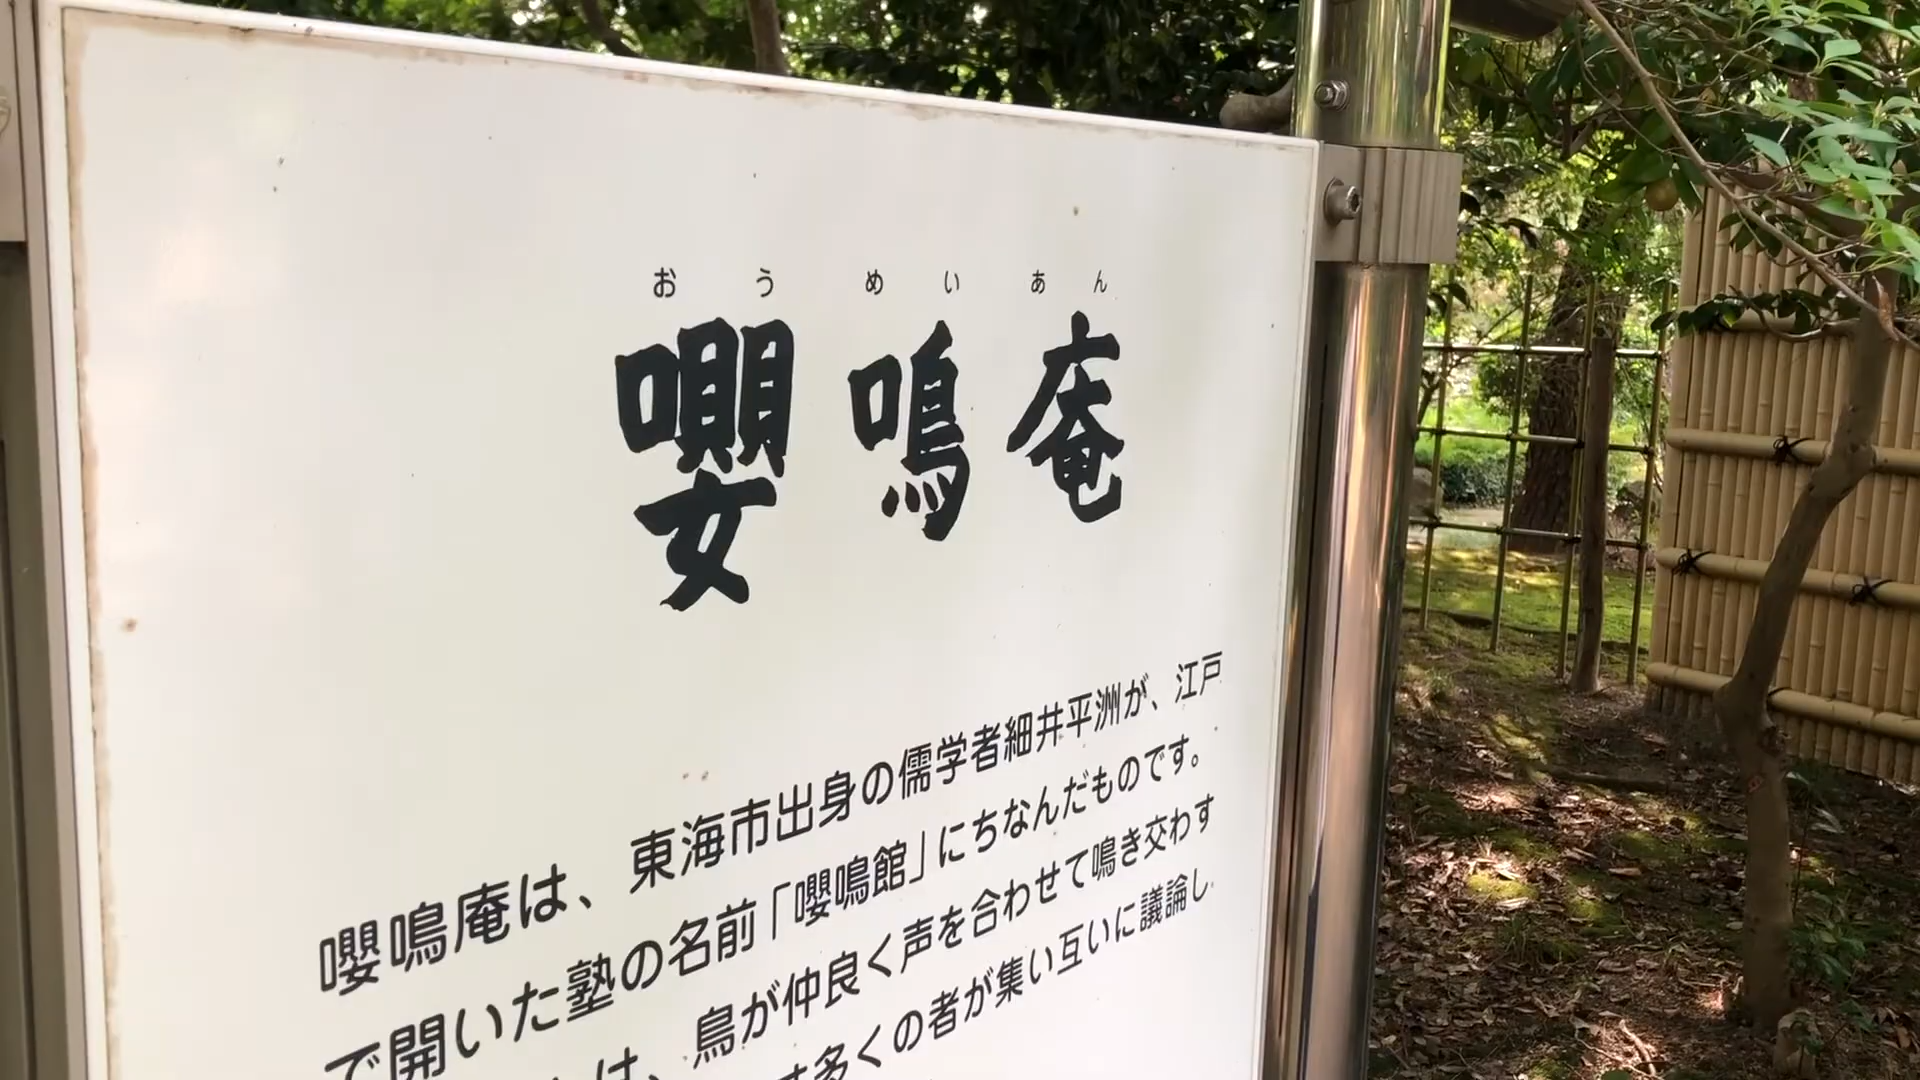 おうめいあん
嚶鳴庵
嚶鳴庵は、東海市出身の儒学者細井平洲が、江戸
で開いた塾の名前「嚶鳴館」にちなんだものです。
は、鳥が仲良く声を合わせて鳴き交わす
多くの者が集い互いに議論し